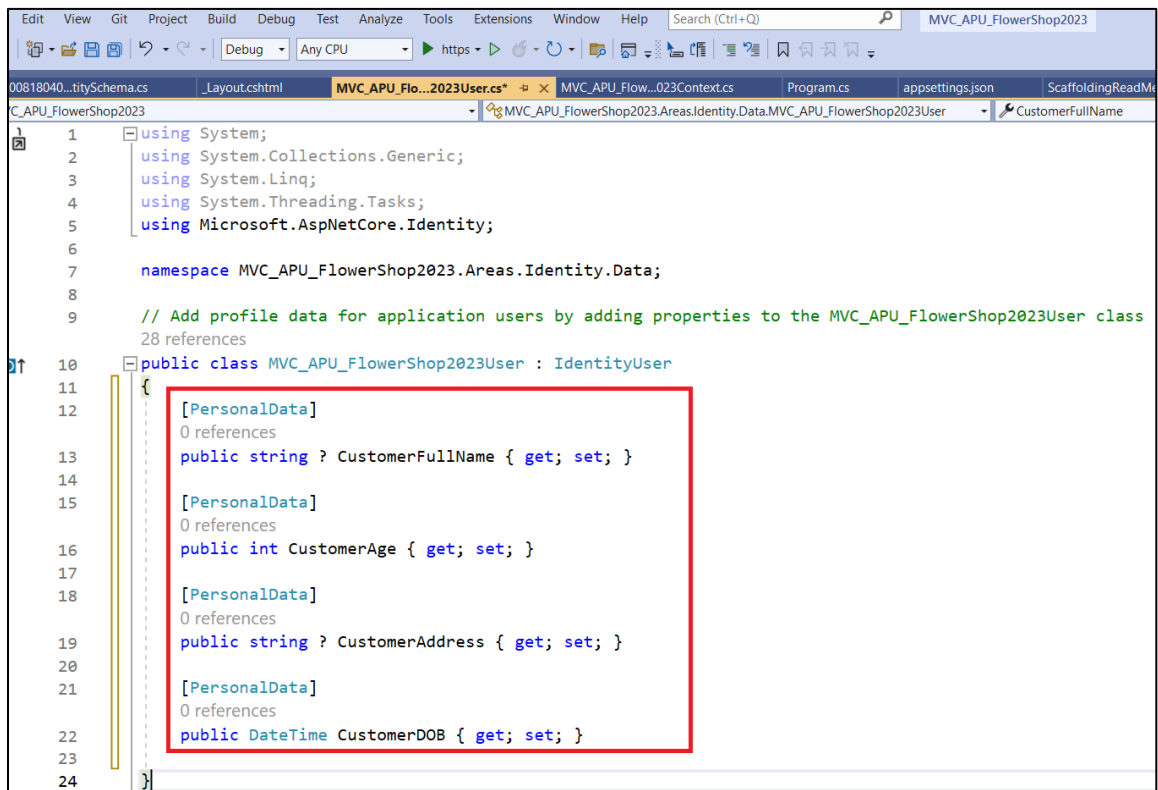 Edit View Git Project Build Debug Test Analyze Tools Extensions Window Help Search (Ctrl+Q) MVC_APU_FlowerShop2023
Debug Any CPU https
00818040...titySchema.cs _Layout.cshtml MVC_APU_Flo...2023User.cs* MVC_APU_Flow...023Context.cs Program.cs appsettings.json ScaffoldingReadMe
C_APU_FlowerShop2023 MVC_APU_FlowerShop2023.Areas.Identity.Data.MVC_APU_FlowerShop2023User CustomerFullName
1 using System;
2 using System.Collections.Generic;
3 using System.Linq;
4 using System.Threading.Tasks;
5 using Microsoft.AspNetCore.Identity;
6
7 namespace MVC_APU_FlowerShop2023.Areas.Identity.Data;
8
9 // Add profile data for application users by adding properties to the MVC_APU_FlowerShop2023User class
28 references
10 public class MVC_APU_FlowerShop2023User : IdentityUser
11 {
12 [PersonalData]
0 references
13 public string ? CustomerFullName { get; set; }
14
15 [PersonalData]
0 references
16 public int CustomerAge { get; set; }
17
18 [PersonalData]
0 references
19 public string ? CustomerAddress { get; set; }
20
21 [PersonalData]
0 references
22 public DateTime CustomerDOB { get; set; }
23
24 }